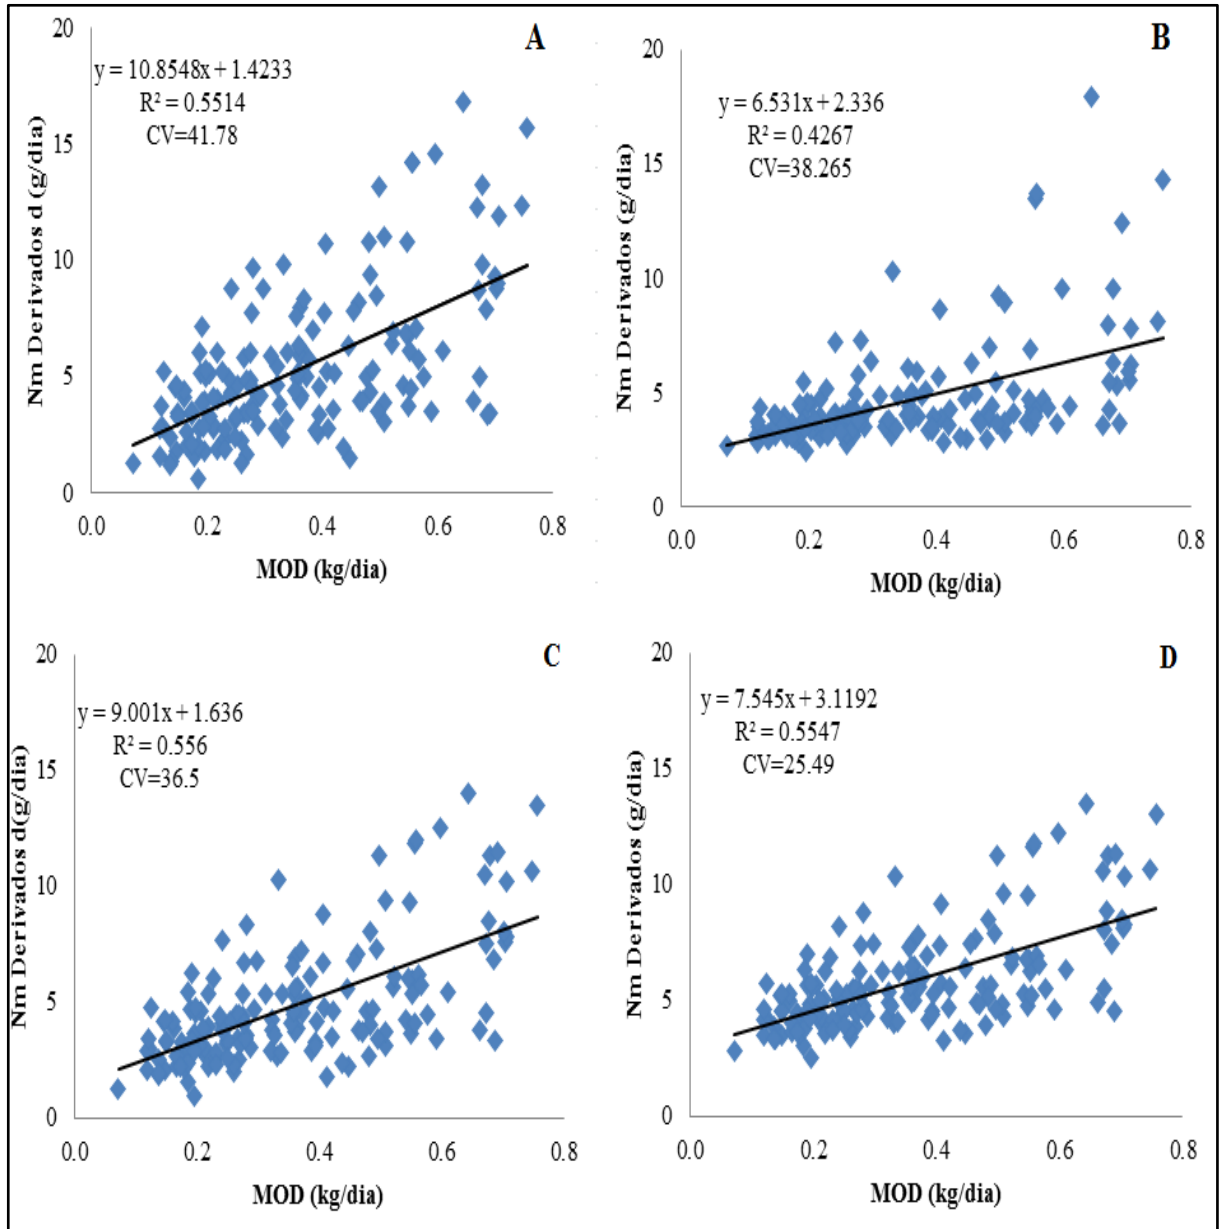 A
y = 10.8548x + 1.4233
R² = 0.5514
CV=41.78
Nm Derivados d (g/dia)
20
15
10
5
0
0.0 0.2 0.4 0.6 0.8
MOD (kg/dia)
B
y = 6.531x + 2.336
R² = 0.4267
CV=38.265
Nm Derivados (g/dia)
20
15
10
5
0
0.0 0.2 0.4 0.6 0.8
MOD (kg/dia)
C
y = 9.001x + 1.636
R² = 0.556
CV=36.5
Nm Derivados d(g/dia)
20
15
10
5
0
0.0 0.2 0.4 0.6 0.8
MOD (kg/dia)
D
y = 7.545x + 3.1192
R² = 0.5547
CV=25.49
Nm Derivados (g/dia)
20
15
10
5
0
0.0 0.2 0.4 0.6 0.8
MOD (kg/dia)